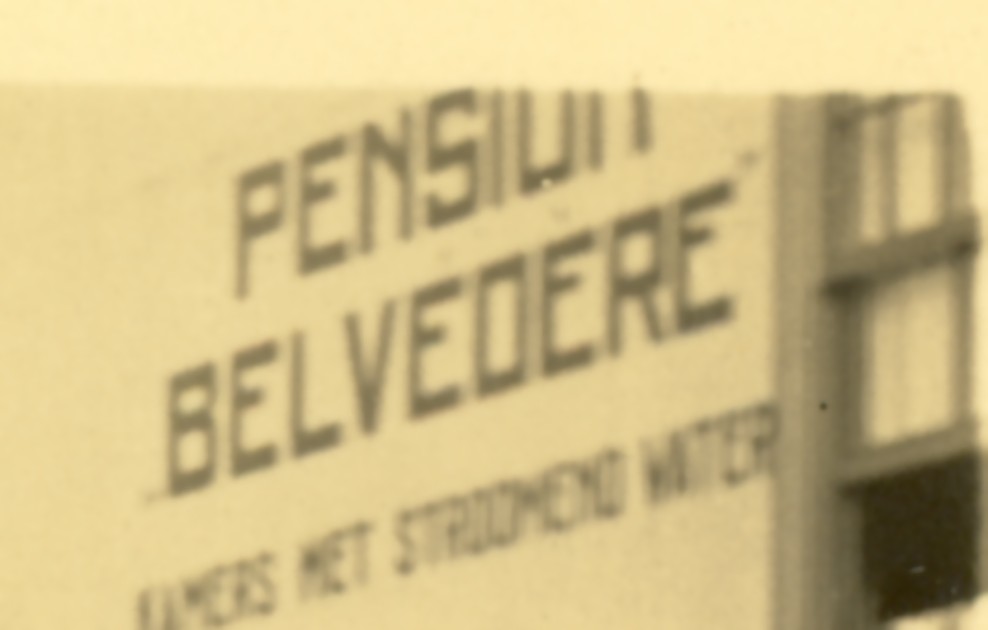 PENSION
BELVEDERE
KAMERS MET STROOMEND WATER